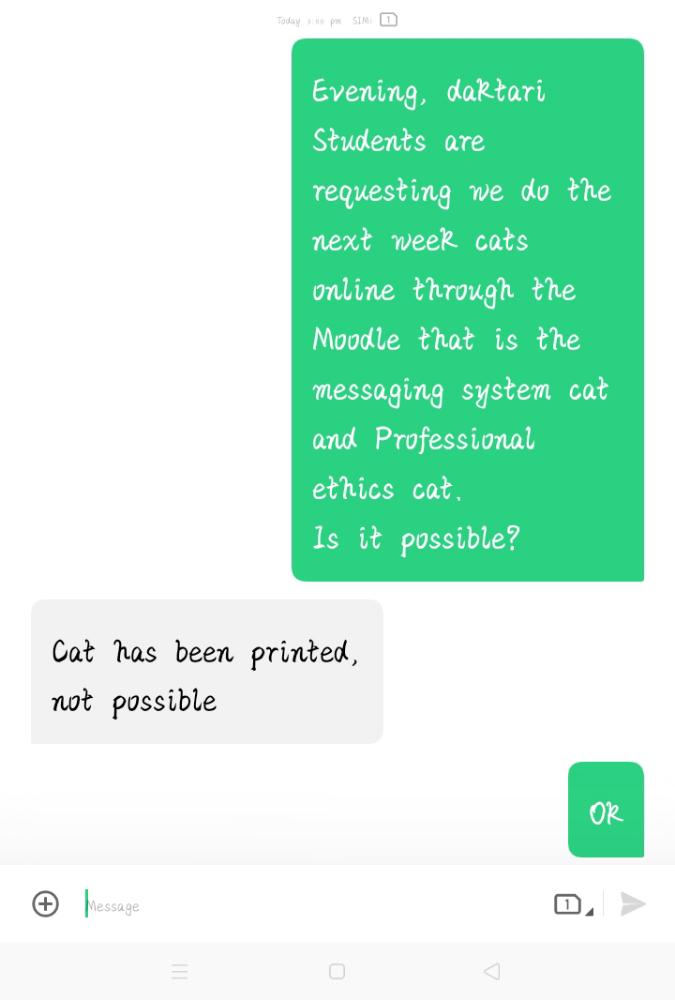 Today pm SIM: 1
Evening, daktari
Students are
requesting we do the
next week cats
online through the
Moodle that is the
messaging system cat
and Professional
ethics cat.
Is it possible?
Cat has been printed,
not possible
Ok
Message
1